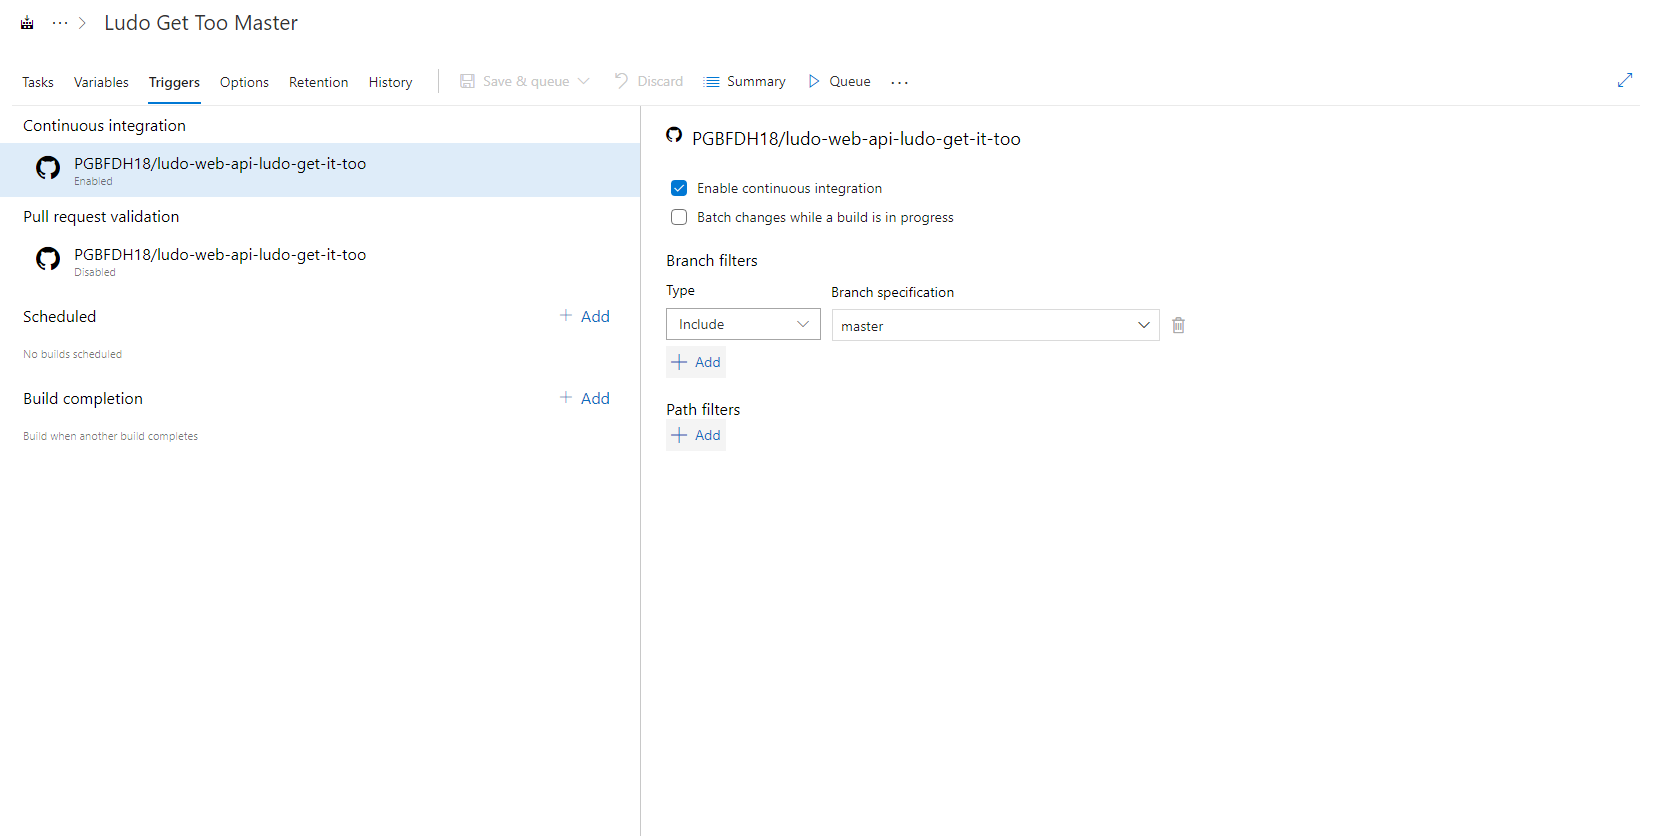 Ludo Get Too Master
Tasks Variables Triggers Options Retention History Save & queue Discard Summary Queue
Continuous integration
PGBFDH18/ludo-web-api-ludo-get-it-too
Enabled
Pull request validation
PGBFDH18/ludo-web-api-ludo-get-it-too
Disabled
Scheduled + Add
No builds scheduled
Build completion + Add
Build when another build completes
PGBFDH18/ludo-web-api-ludo-get-it-too
Enable continuous integration
Batch changes while a build is in progress
Branch filters
Type Branch specification
Include master
+ Add
Path filters
+ Add